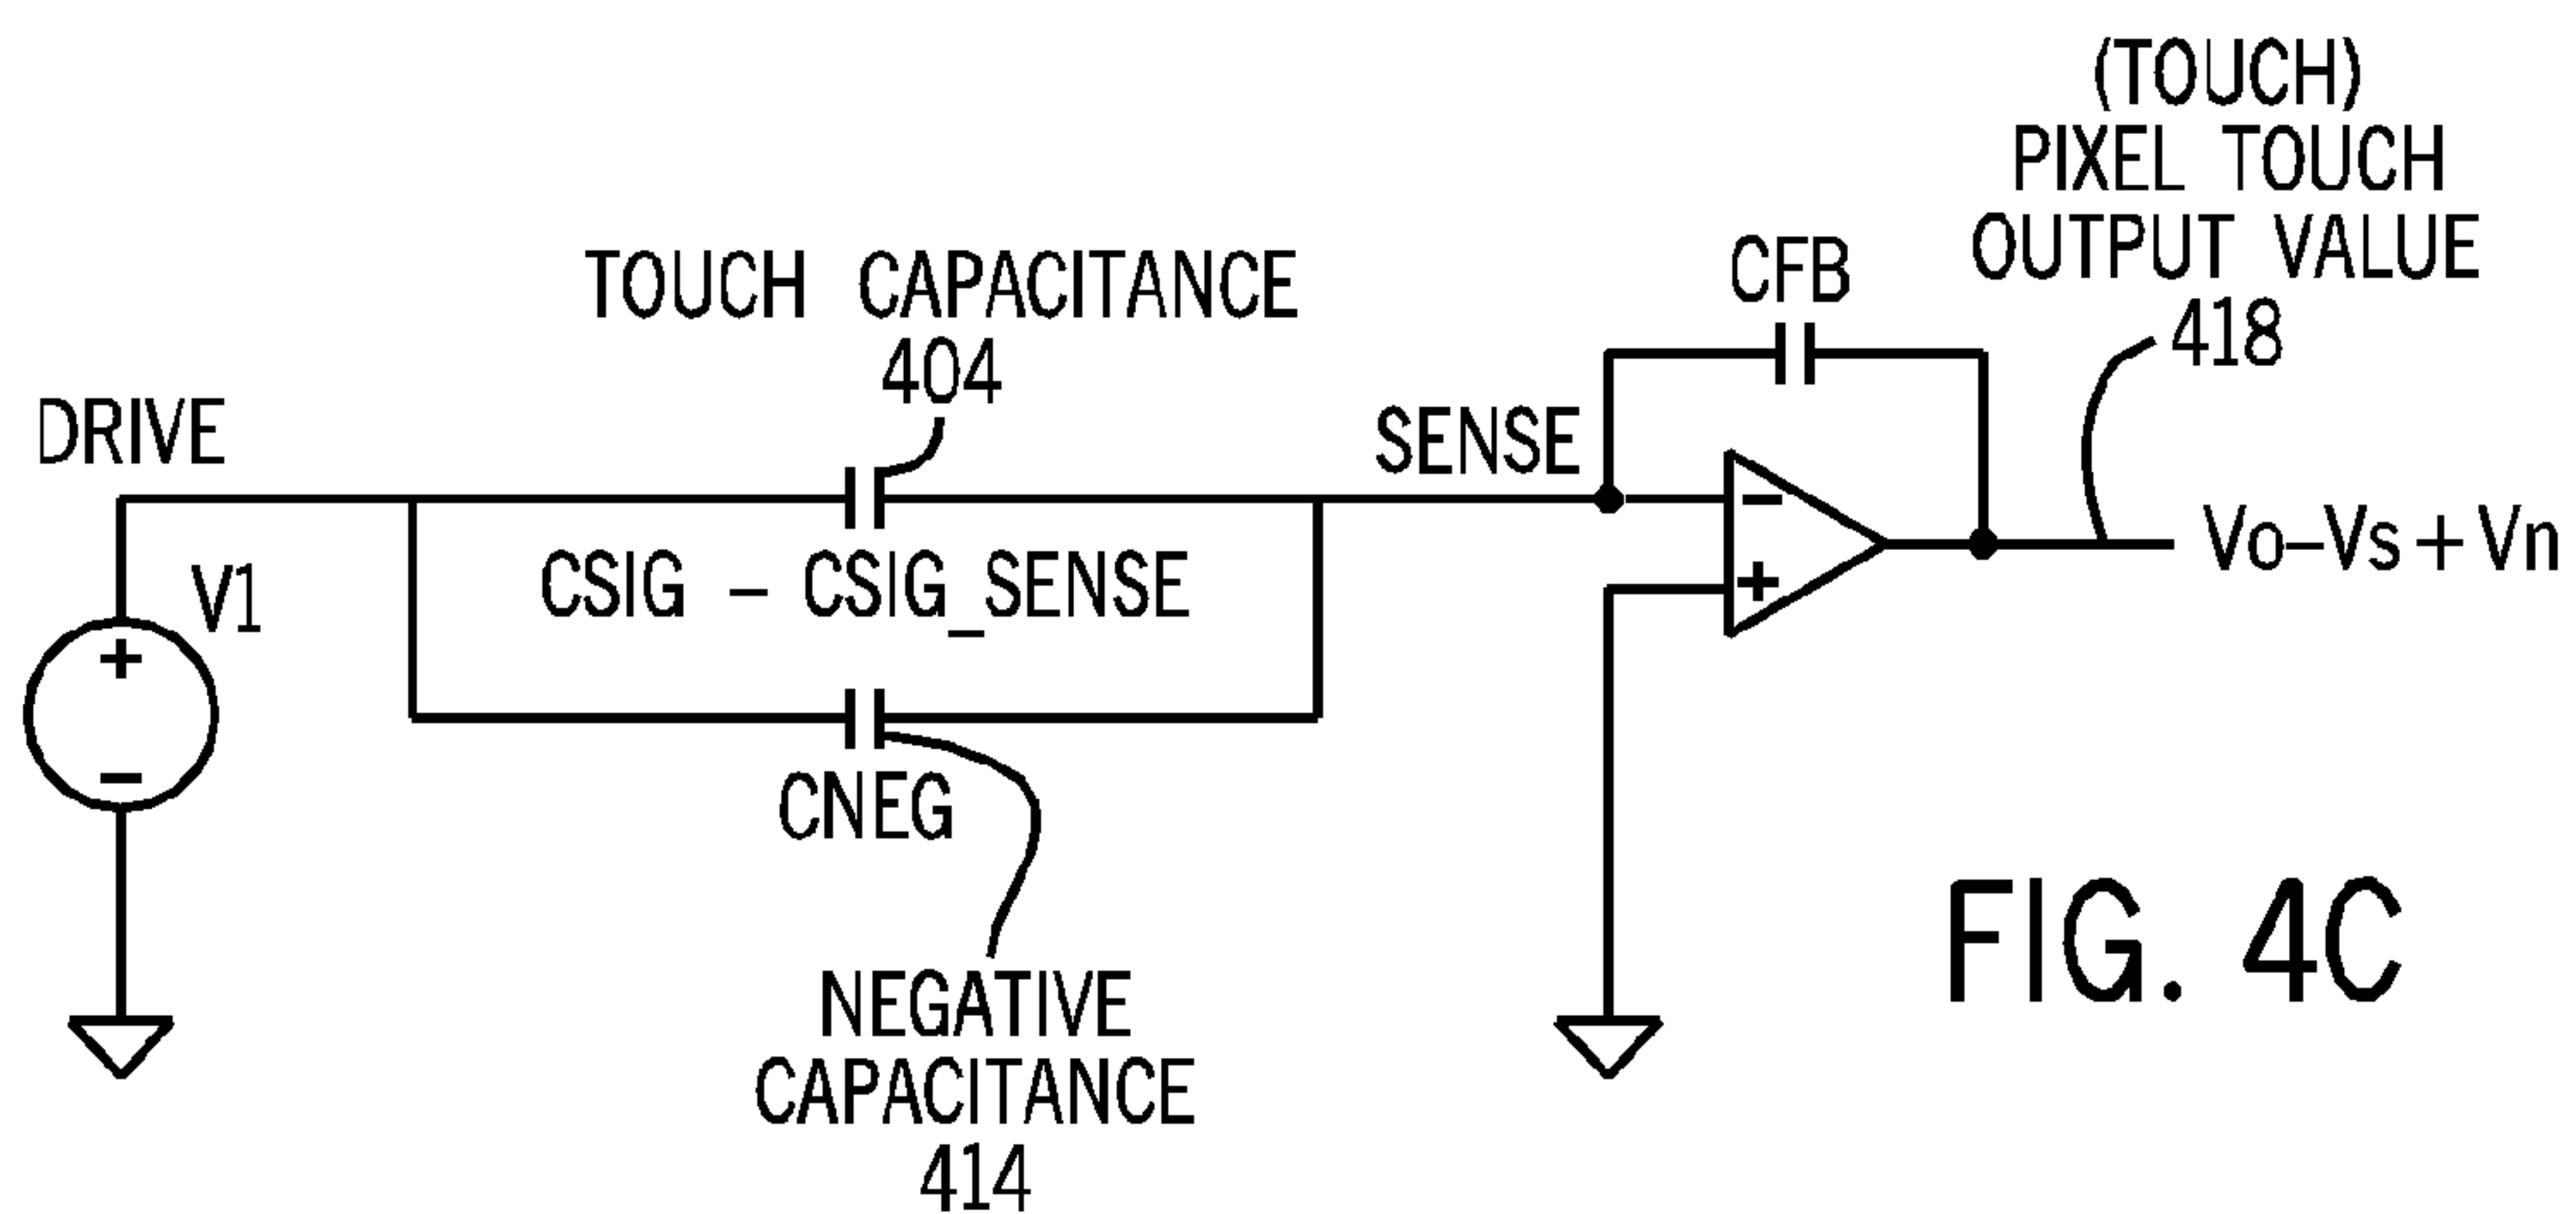 (TOUCH)
PIXEL TOUCH
OUTPUT VALUE
418
CFB
TOUCH CAPACITANCE
404
DRIVE
SENSE
V1
+
−
CSIG - CSIG_SENSE
−
+
Vo–Vs + Vn
CNEG
NEGATIVE
CAPACITANCE
414
FIG. 4C